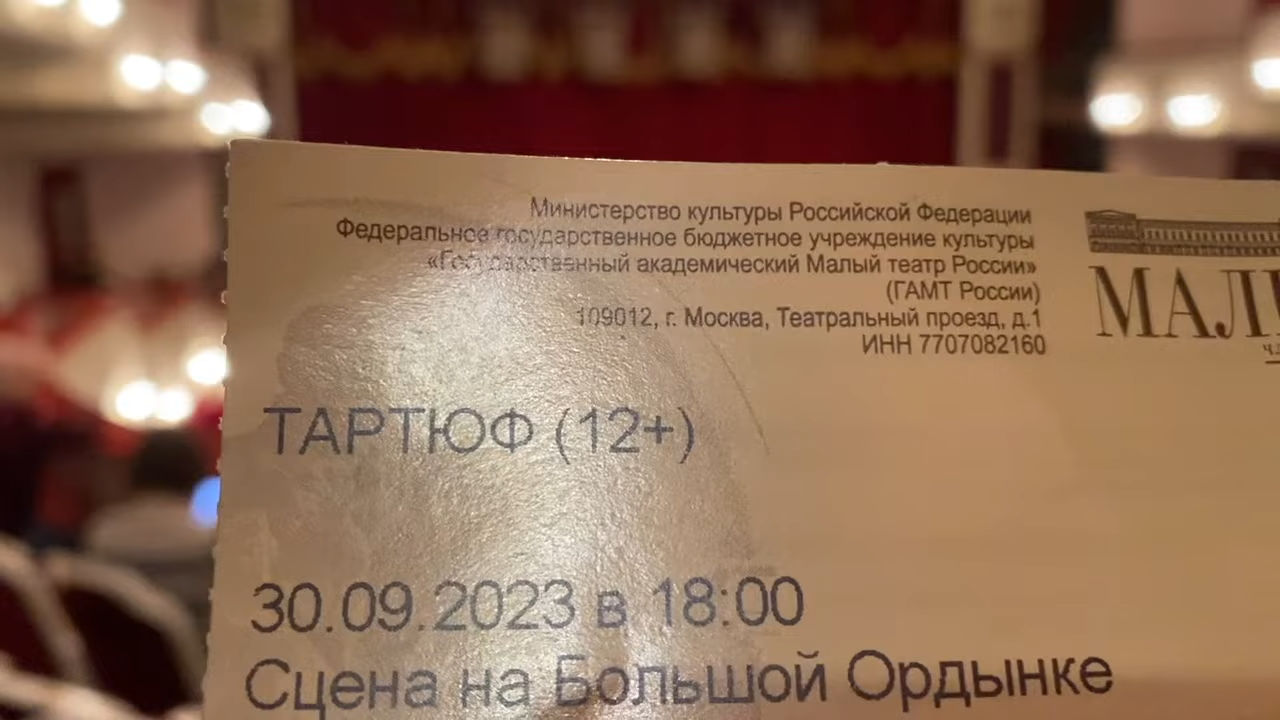 Министерство культуры Российской Федерации
Федеральное государственное бюджетное учреждение культуры
«Государственный академический Малый театр России»
(ГАМТ России)
109012, г. Москва, Театральный проезд, д.1
ИНН 7707082160
МАЛ
ТАРТЮФ (12+)
30.09.2023 в 18:00
Сцена на Большой Ордынке